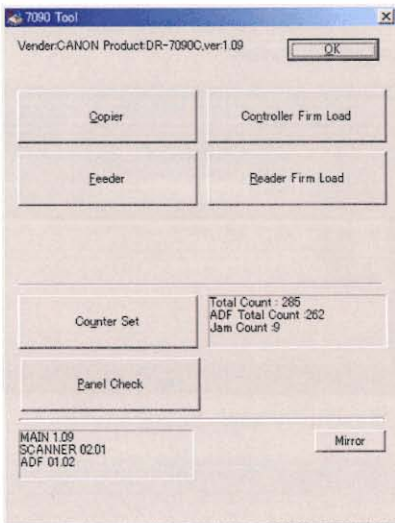 7090 Tool
Vender:CANON Product:DR-7090C,ver:1.09
OK
Copier
Controller Firm Load
Feeder
Reader Firm Load
Counter Set
Total Count : 285
ADF Total Count :262
Jam Count :9
Panel Check
MAIN 1.09
SCANNER 02.01
ADF 01.02
Mirror